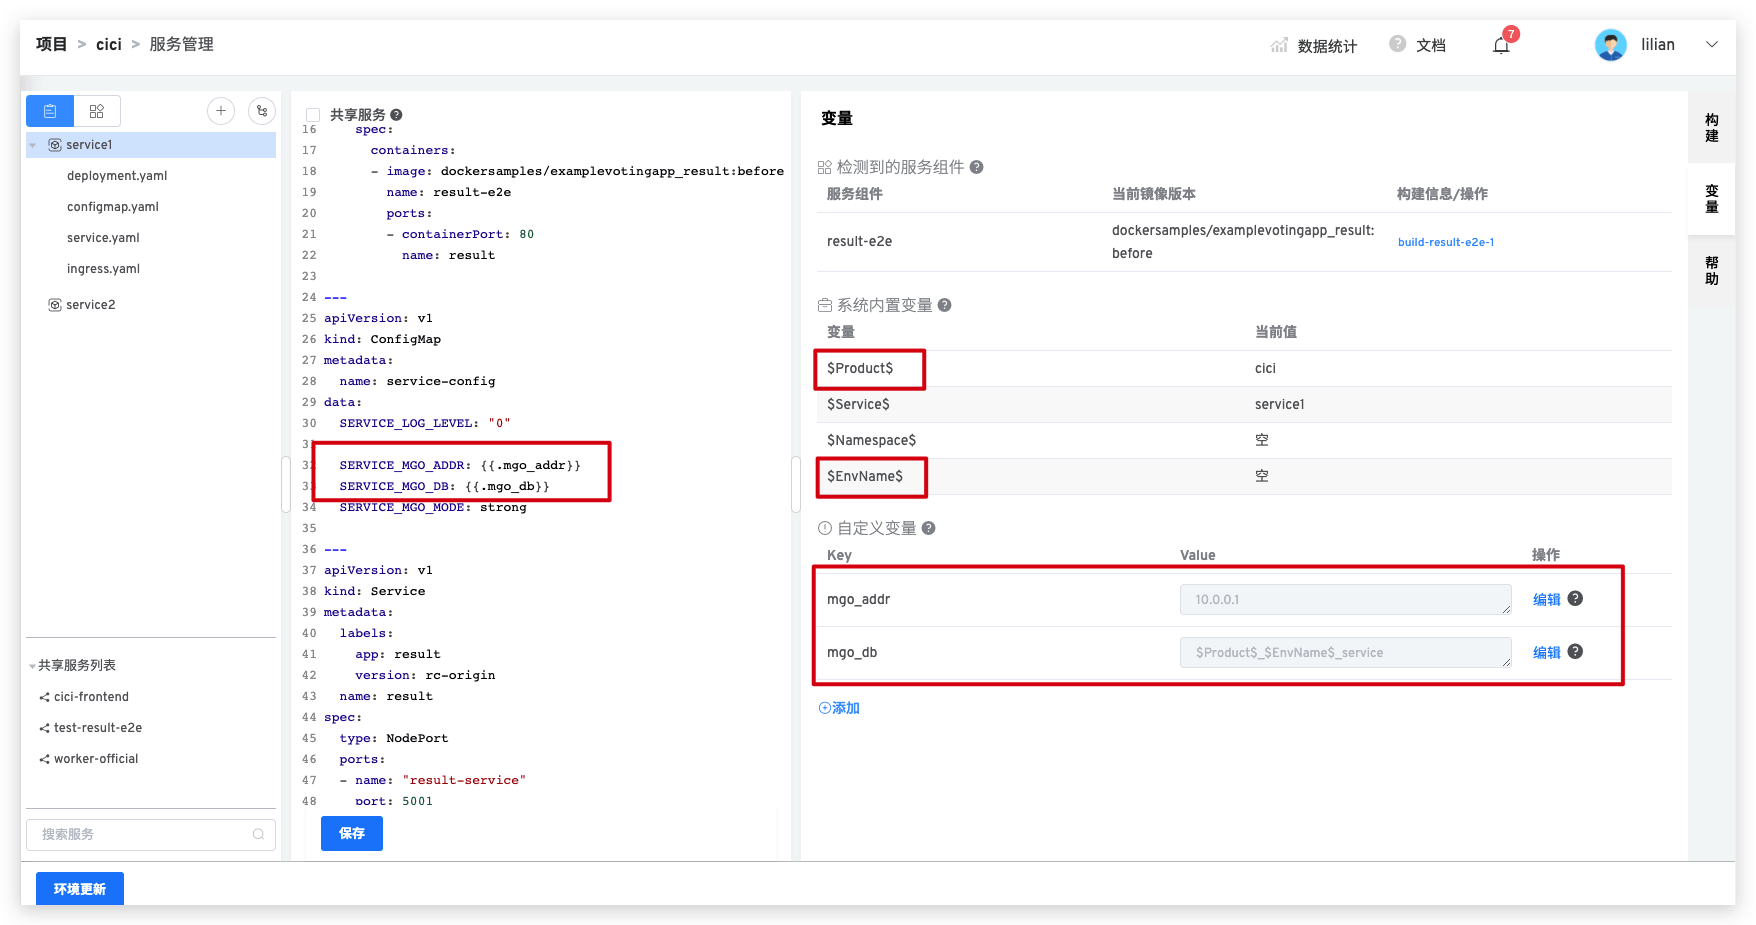 项目 > cici > 服务管理
数据统计
文档
7
lilian
service1
deployment.yaml
configmap.yaml
service.yaml
ingress.yaml
service2
共享服务列表
cici-frontend
test-result-e2e
worker-official
搜索服务
环境更新
共享服务
16 spec:
17 containers:
18 - image: dockersamples/examplevotingapp_result:before
19 name: result-e2e
20 ports:
21 - containerPort: 80
22 name: result
23
24 ---
25 apiVersion: v1
26 kind: ConfigMap
27 metadata:
28 name: service-config
29 data:
30 SERVICE_LOG_LEVEL: "0"
31
32 SERVICE_MGO_ADDR: {{.mgo_addr}}
33 SERVICE_MGO_DB: {{.mgo_db}}
34 SERVICE_MGO_MODE: strong
35
36 ---
37 apiVersion: v1
38 kind: Service
39 metadata:
40 labels:
41 app: result
42 version: rc-origin
43 name: result
44 spec:
45 type: NodePort
46 ports:
47 - name: "result-service"
48 port: 5001
保存
变量
检测到的服务组件
服务组件 当前镜像版本 构建信息/操作
result-e2e dockersamples/examplevotingapp_result:
before build-result-e2e-1
系统内置变量
变量 当前值
$Product$ cici
$Service$ service1
$Namespace$ 空
$EnvName$ 空
自定义变量
Key Value 操作
mgo_addr 10.0.0.1 编辑
mgo_db $Product$_$EnvName$_service 编辑
添加
构建
变量
帮助